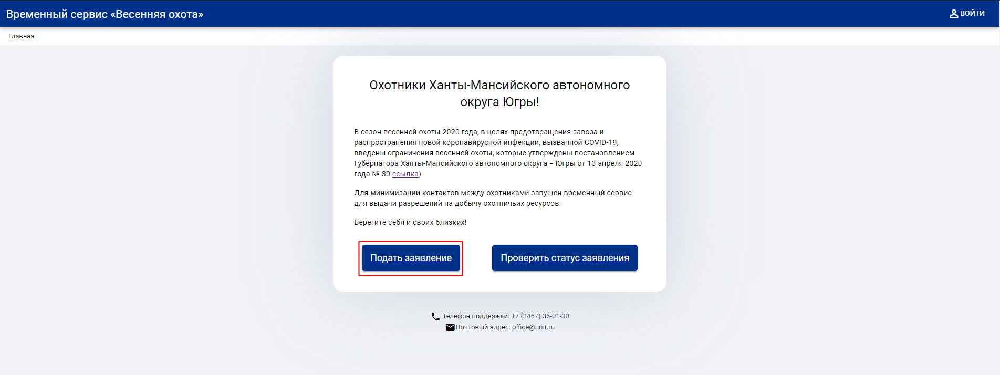 Временный сервис «Весенняя охота»
ВОЙТИ
Главная
Охотники Ханты-Мансийского автономного
округа Югры!
В сезон весенней охоты 2020 года, в целях предотвращения завоза и
распространения новой коронавирусной инфекции, вызванной COVID-19,
введены ограничения весенней охоты, которые утверждены постановлением
Губернатора Ханты-Мансийского автономного округа – Югры от 13 апреля 2020
года № 30 ссылка)
Для минимизации контактов между охотниками запущен временный сервис
для выдачи разрешений на добычу охотничьих ресурсов.
Берегите себя и своих близких!
Подать заявление
Проверить статус заявления
Телефон поддержки: +7 (3467) 36-01-00
Почтовый адрес: office@uriit.ru